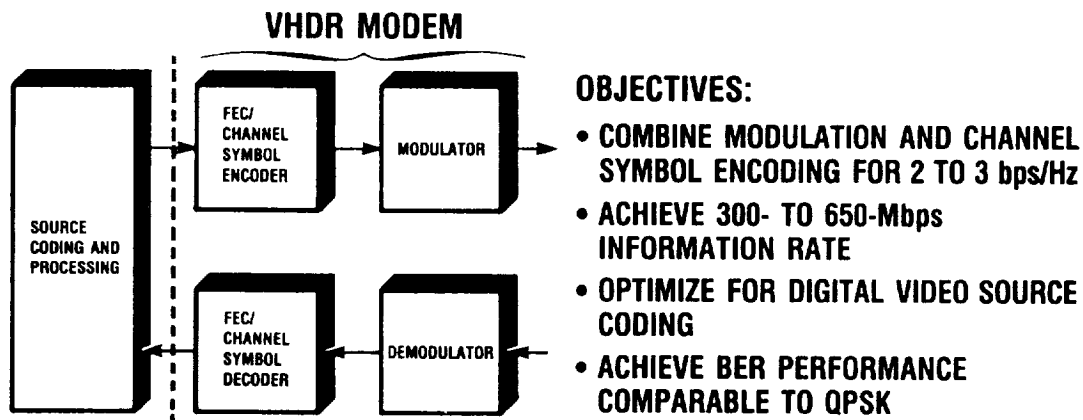 VHDR MODEM
SOURCE
CODING AND
PROCESSING
FEC/
CHANNEL
SYMBOL
ENCODER
MODULATOR
FEC/
CHANNEL
SYMBOL
DECODER
DEMODULATOR
OBJECTIVES:
• COMBINE MODULATION AND CHANNEL
SYMBOL ENCODING FOR 2 TO 3 bps/Hz
• ACHIEVE 300- TO 650-Mbps
INFORMATION RATE
• OPTIMIZE FOR DIGITAL VIDEO SOURCE
CODING
• ACHIEVE BER PERFORMANCE
COMPARABLE TO QPSK